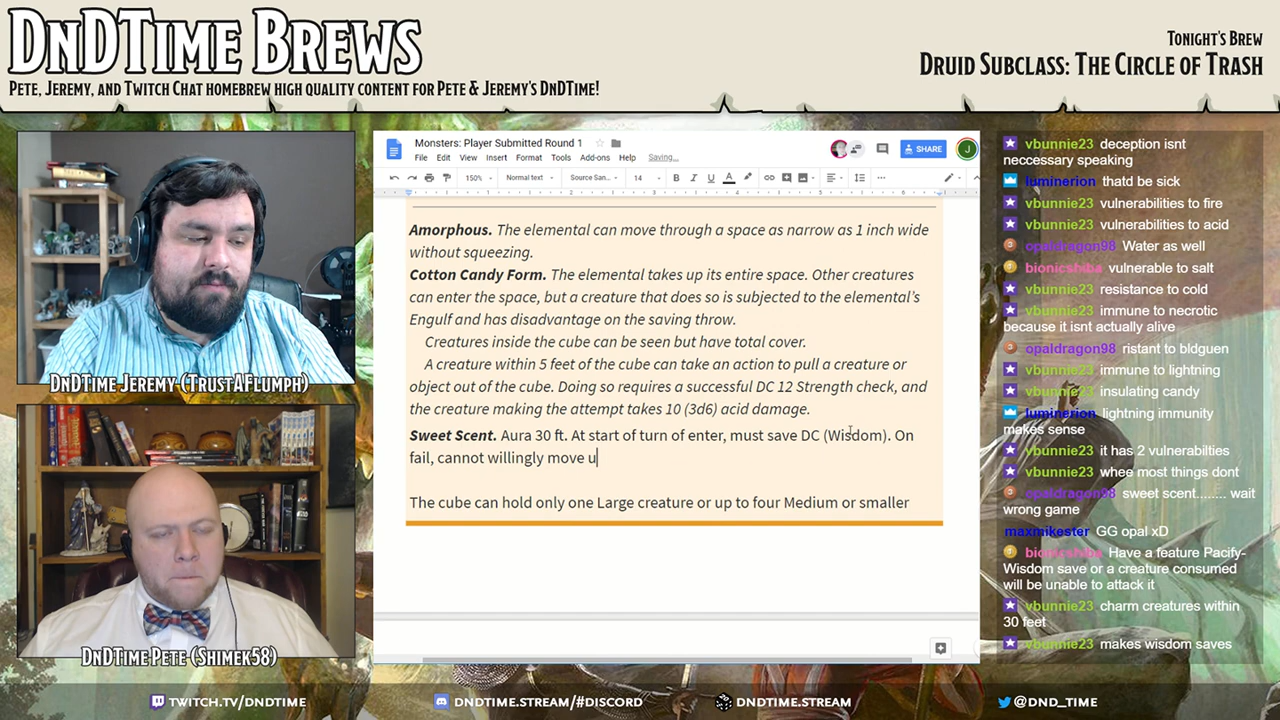 DnDTime Brews
Pete, Jeremy, and Twitch Chat homebrew high quality content for Pete & Jeremy's DnDTime!
Tonight's Brew
Druid Subclass: The Circle of Trash
DnDTime Jeremy (TrustAFlumph)
DnDTime Pete (Shimek58)
Monsters: Player Submitted Round 1
File Edit View Insert Format Tools Add-ons Help Saving...
SHARE
J
150% Normal text Source San... 14 B I U A
Amorphous. The elemental can move through a space as narrow as 1 inch wide
without squeezing.
Cotton Candy Form. The elemental takes up its entire space. Other creatures
can enter the space, but a creature that does so is subjected to the elemental's
Engulf and has disadvantage on the saving throw.
Creatures inside the cube can be seen but have total cover.
A creature within 5 feet of the cube can take an action to pull a creature or
object out of the cube. Doing so requires a successful DC 12 Strength check, and
the creature making the attempt takes 10 (3d6) acid damage.
Sweet Scent. Aura 30 ft. At start of turn of enter, must save DC (Wisdom). On
fail, cannot willingly move u
The cube can hold only one Large creature or up to four Medium or smaller
vbunnie23 deception isnt
neccessary speaking
luminerion thatd be sick
vbunnie23 vulnerabilities to fire
vbunnie23 vulnerabilities to acid
opaldragon98 Water as well
bionicshiba vulnerable to salt
vbunnie23 resistance to cold
vbunnie23 immune to necrotic
because it isnt actually alive
opaldragon98 ristant to bldguen
vbunnie23 immune to lightning
vbunnie23 insulating candy
luminerion lightning immunity
makes sense
vbunnie23 it has 2 vulnerabilties
vbunnie23 whee most things dont
opaldragon98 sweet scent........ wait
wrong game
maxmikester GG opal xD
bionicshiba Have a feature Pacify-
Wisdom save or a creature consumed
will be unable to attack it
vbunnie23 charm creatures within
30 feet
vbunnie23 makes wisdom saves
twitch.tv/dndtime
dndtime.stream/#discord
dndtime.stream
@dnd_time